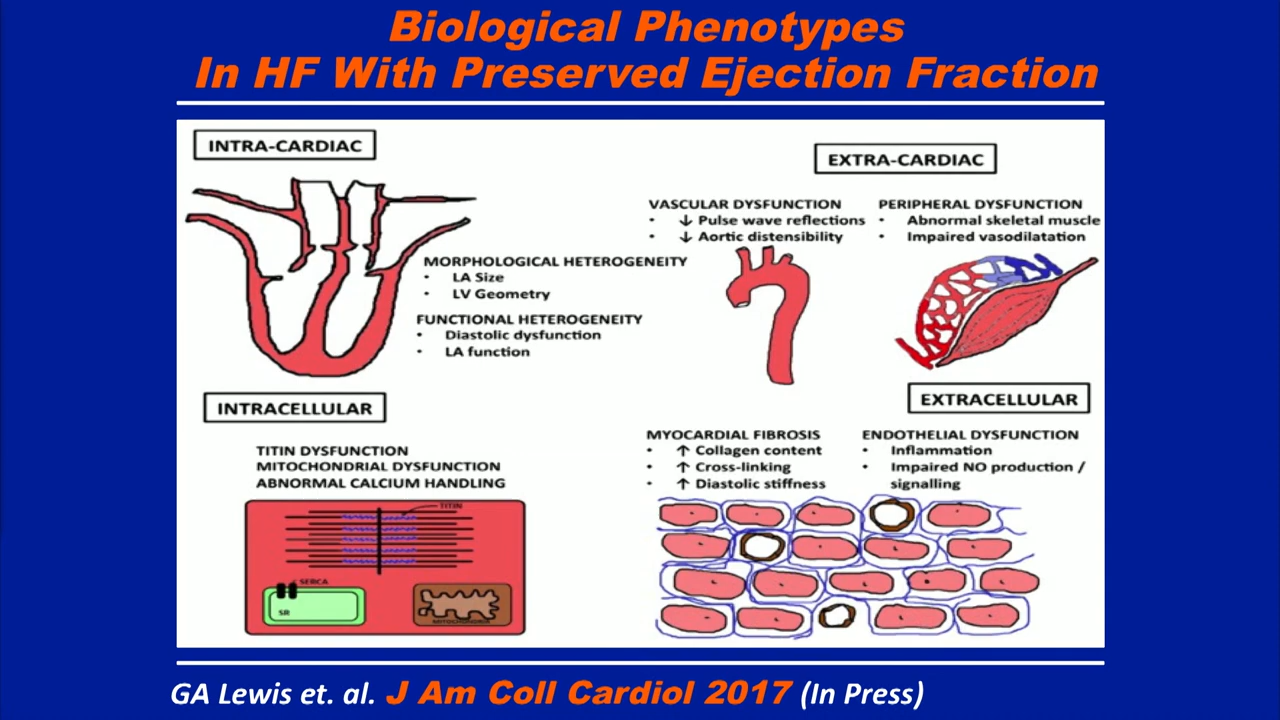 Biological Phenotypes
In HF With Preserved Ejection Fraction
INTRA-CARDIAC
MORPHOLOGICAL HETEROGENEITY
• LA Size
• LV Geometry
FUNCTIONAL HETEROGENEITY
• Diastolic dysfunction
• LA function
EXTRA-CARDIAC
VASCULAR DYSFUNCTION
• ↓ Pulse wave reflections
• ↓ Aortic distensibility
PERIPHERAL DYSFUNCTION
• Abnormal skeletal muscle
• Impaired vasodilatation
INTRACELLULAR
TITIN DYSFUNCTION
MITOCHONDRIAL DYSFUNCTION
ABNORMAL CALCIUM HANDLING
TITIN
SERCA
SR
MITOCHONDRIA
EXTRACELLULAR
MYOCARDIAL FIBROSIS
• ↑ Collagen content
• ↑ Cross-linking
• ↑ Diastolic stiffness
ENDOTHELIAL DYSFUNCTION
• Inflammation
• Impaired NO production /
signalling
GA Lewis et. al. J Am Coll Cardiol 2017 (In Press)